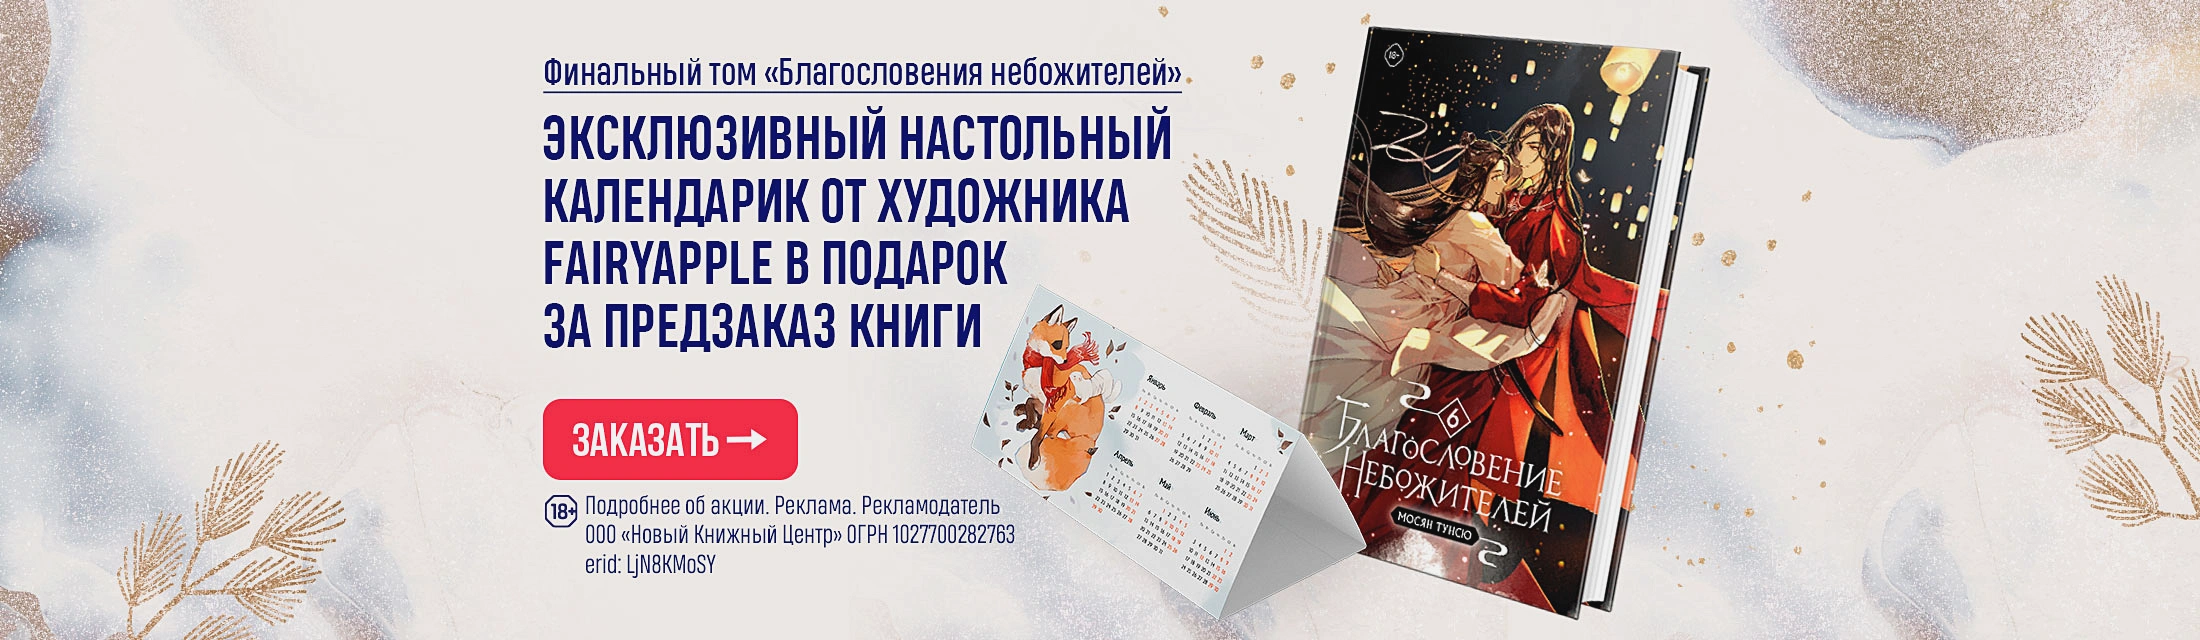 Финальный том «Благословения небожителей»
ЭКСКЛЮЗИВНЫЙ НАСТОЛЬНЫЙ
КАЛЕНДАРИК ОТ ХУДОЖНИКА
FAIRYAPPLE В ПОДАРОК
ЗА ПРЕДЗАКАЗ КНИГИ
ЗАКАЗАТЬ
18+
Подробнее об акции. Реклама. Рекламодатель
ООО «Новый Книжный Центр» ОГРН 1027700282763
erid: LjN8KMoSY
Январь
Февраль
Март
Апрель
Май
Июнь
18+
6
БЛАГОСЛОВЕНИЕ
НЕБОЖИТЕЛЕЙ
МОСЯН ТУНСЮ